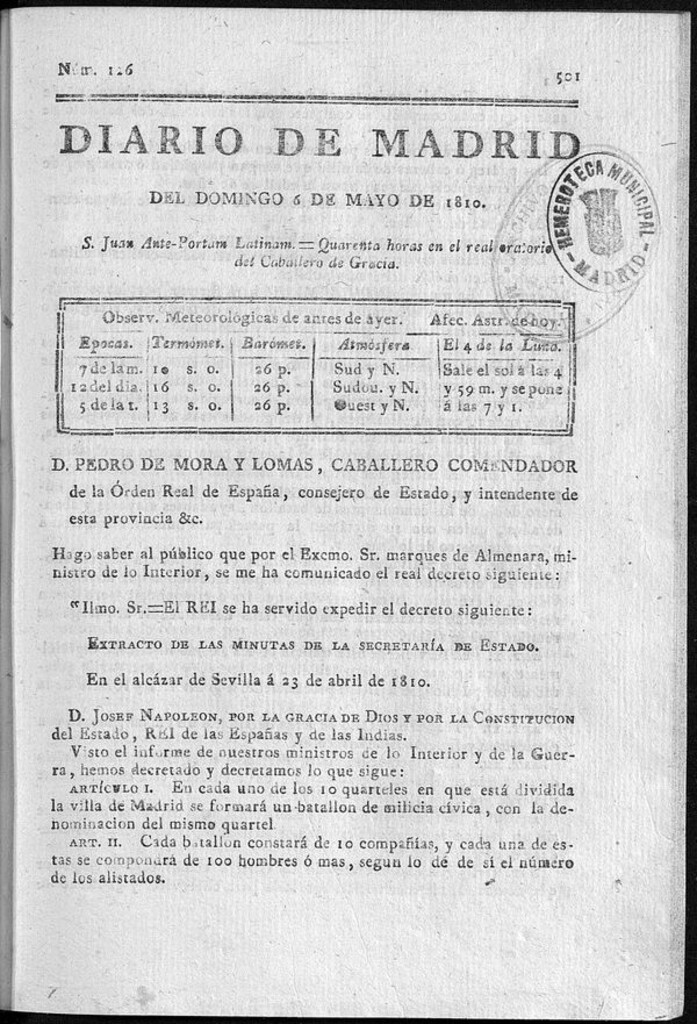 Núm. 126 501
DIARIO DE MADRID
DEL DOMINGO 6 DE MAYO DE 1810.
HEMEROTECA MUNICIPAL
MADRID
S. Juan Ante-Portam Latinam. = Quarenta horas en el real oratorio
del Caballero de Gracia.
Observ. Meteorológicas de antes de ayer. Afec. Astr. de hoy.
Epocas. Termómet. Barómet. Atmósfera El 4 de la Luna.
7 de la m. 10 s. o. 26 p. Sud y N. Sale el sol á las 4
12 del dia. 16 s. o. 26 p. Sudou. y N. y 59 m. y se pone
5 de la t. 13 s. o. 26 p. Ouest y N. á las 7 y 1.
D. PEDRO DE MORA Y LOMAS, CABALLERO COMENDADOR
de la Órden Real de España, consejero de Estado, y intendente de
esta provincia &c.
Hago saber al público que por el Excmo. Sr. marques de Almenara, mi-
nistro de lo Interior, se me ha comunicado el real decreto siguiente:
“Ilmo. Sr.=El REI se ha servido expedir el decreto siguiente:
EXTRACTO DE LAS MINUTAS DE LA SECRETARÍA DE ESTADO.
En el alcázar de Sevilla á 23 de abril de 1810.
D. JOSEF NAPOLEON, POR LA GRACIA DE DIOS Y POR LA CONSTITUCION
del Estado, REI de las Españas y de las Indias.
Visto el informe de nuestros ministros de lo Interior y de la Guer-
ra, hemos decretado y decretamos lo que sigue:
ARTÍCULO I. En cada uno de los 10 quarteles en que está dividida
la villa de Madrid se formará un batallon de milicia cívica, con la de-
nominacion del mismo quartel
ART. II. Cada batallon constará de 10 compañías, y cada una de es-
tas se compondrá de 100 hombres ó mas, segun lo dé de sí el número
de los alistados.